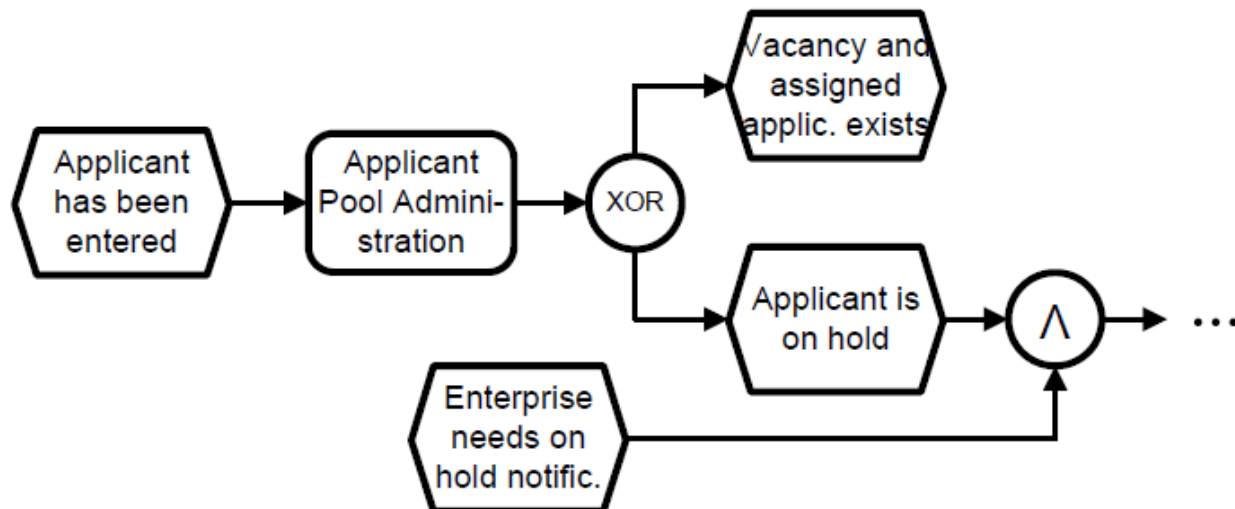 Vacancy and
assigned
applic. exists
Applicant
has been
entered
Applicant
Pool Admini-
stration
XOR
Applicant is
on hold
Λ
...
Enterprise
needs on
hold notific.